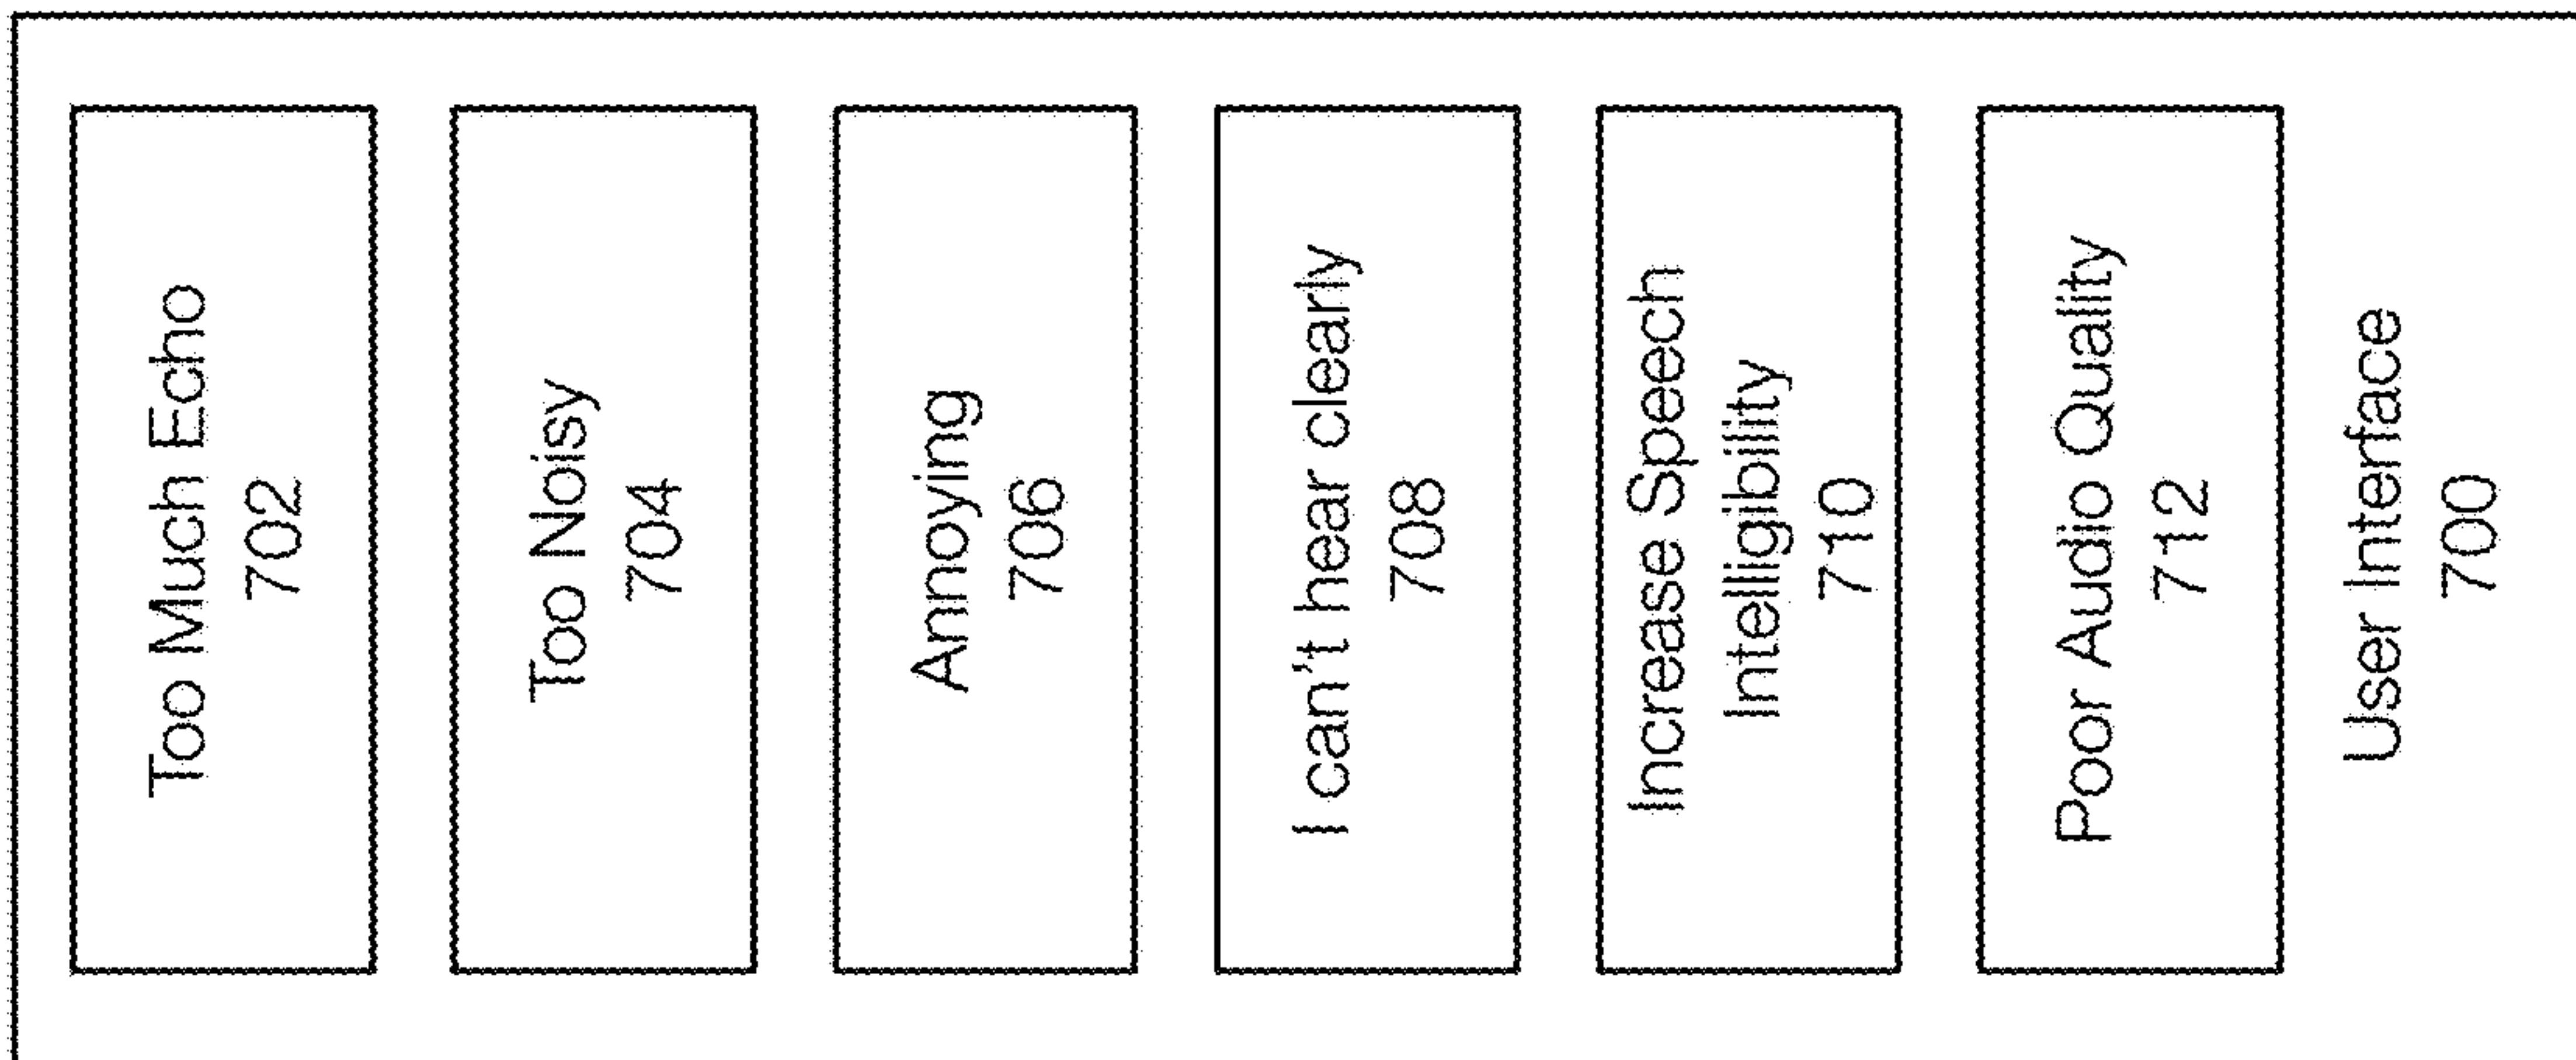 Too Much Echo
702
Too Noisy
704
Annoying
706
I can't hear clearly
708
Increase Speech
Intelligibility
710
Poor Audio Quality
712
User Interface
700